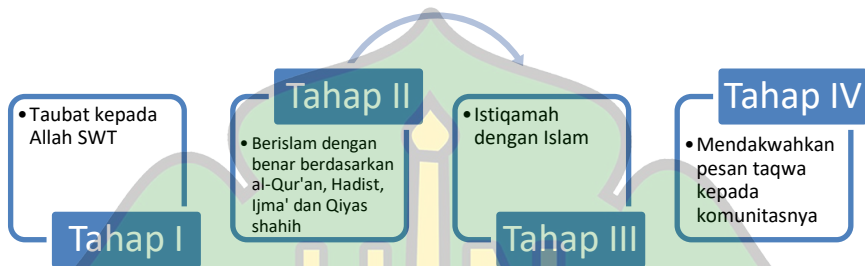 • Taubat kepada
Allah SWT
Tahap I
Tahap II
• Berislam dengan
benar berdasarkan
al-Qur'an, Hadist,
Ijma' dan Qiyas
shahih
• Istiqamah
dengan Islam
Tahap III
Tahap IV
• Mendakwahkan
pesan taqwa
kepada
komunitasnya